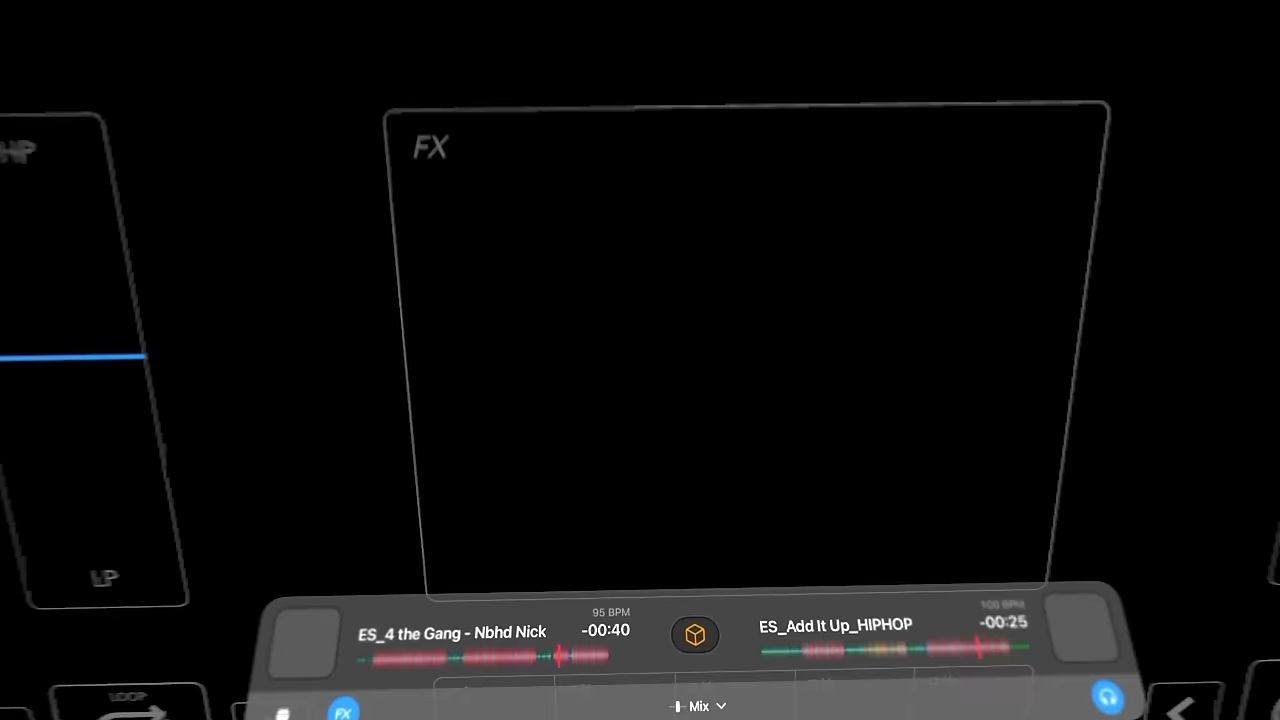 HP
FX
LP
95 BPM
ES_4 the Gang - Nbhd Nick
-00:40
100 BPM
ES_Add It Up_HIPHOP
-00:25
LOOP
FX
Mix